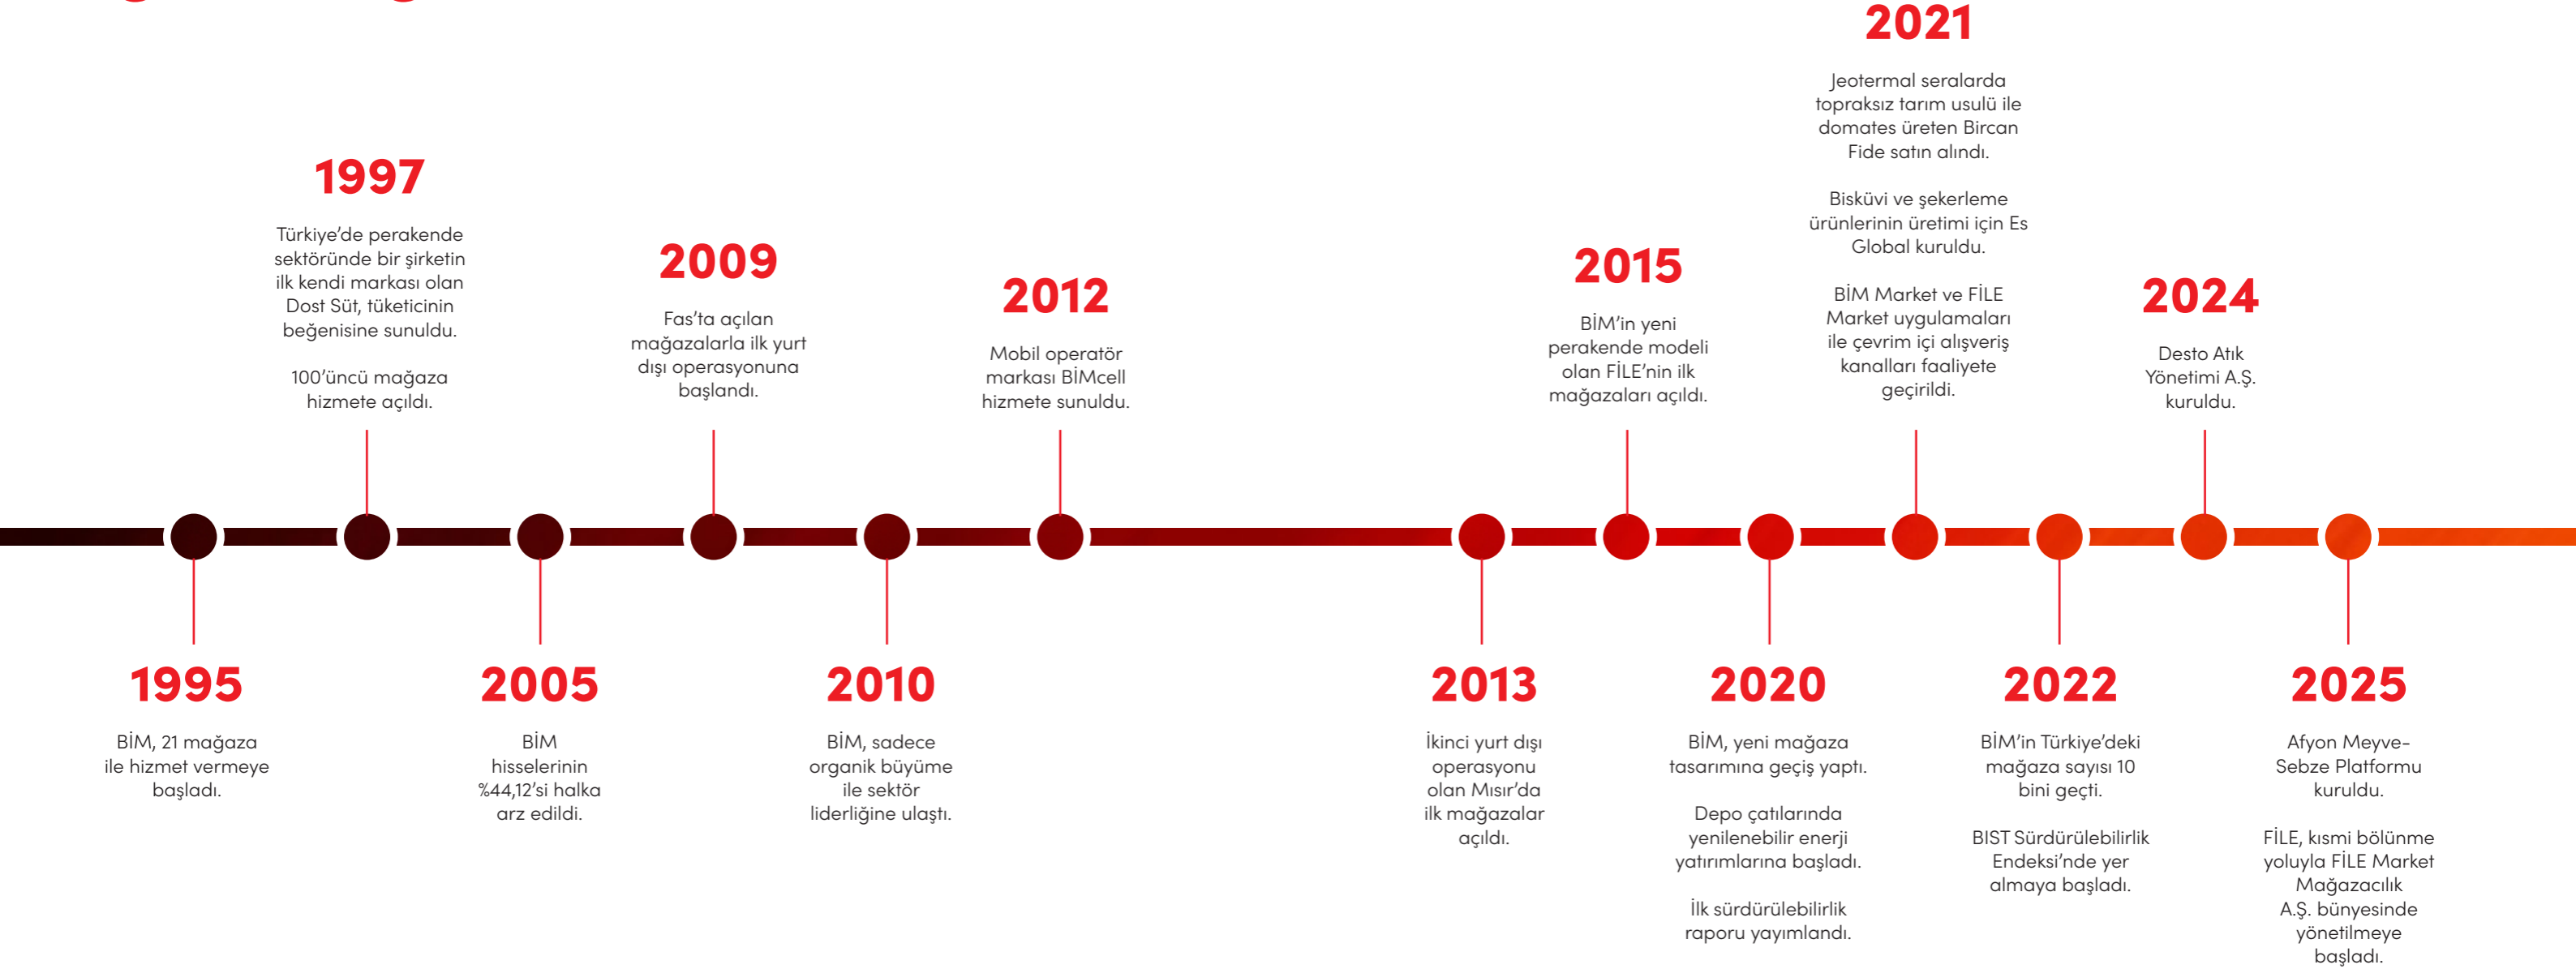 1995
BİM, 21 mağaza
ile hizmet vermeye
başladı.
1997
Türkiye’de perakende
sektöründe bir şirketin
ilk kendi markası olan
Dost Süt, tüketicinin
beğenisine sunuldu.
100’üncü mağaza
hizmete açıldı.
2005
BİM
hisselerinin
%44,12’si halka
arz edildi.
2009
Fas’ta açılan
mağazalarla ilk yurt
dışı operasyonuna
başlandı.
2010
BİM, sadece
organik büyüme
ile sektör
liderliğine ulaştı.
2012
Mobil operatör
markası BİMcell
hizmete sunuldu.
2013
İkinci yurt dışı
operasyonu
olan Mısır’da
ilk mağazalar
açıldı.
2015
BİM’in yeni
perakende modeli
olan FİLE’nin ilk
mağazaları açıldı.
2020
BİM, yeni mağaza
tasarımına geçiş yaptı.
Depo çatılarında
yenilenebilir enerji
yatırımlarına başladı.
İlk sürdürülebilirlik
raporu yayımlandı.
2021
Jeotermal seralarda
topraksız tarım usulü ile
domates üreten Bircan
Fide satın alındı.
Bisküvi ve şekerleme
ürünlerinin üretimi için Es
Global kuruldu.
BİM Market ve FİLE
Market uygulamaları
ile çevrim içi alışveriş
kanalları faaliyete
geçirildi.
2022
BİM’in Türkiye’deki
mağaza sayısı 10
bini geçti.
BIST Sürdürülebilirlik
Endeksi’nde yer
almaya başladı.
2024
Desto Atık
Yönetimi A.Ş.
kuruldu.
2025
Afyon Meyve-
Sebze Platformu
kuruldu.
FİLE, kısmi bölünme
yoluyla FİLE Market
Mağazacılık
A.Ş. bünyesinde
yönetilmeye
başladı.